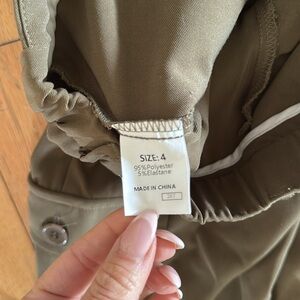 SIZE: 4
95%Polyester
5%Elastane
MADE IN CHINA